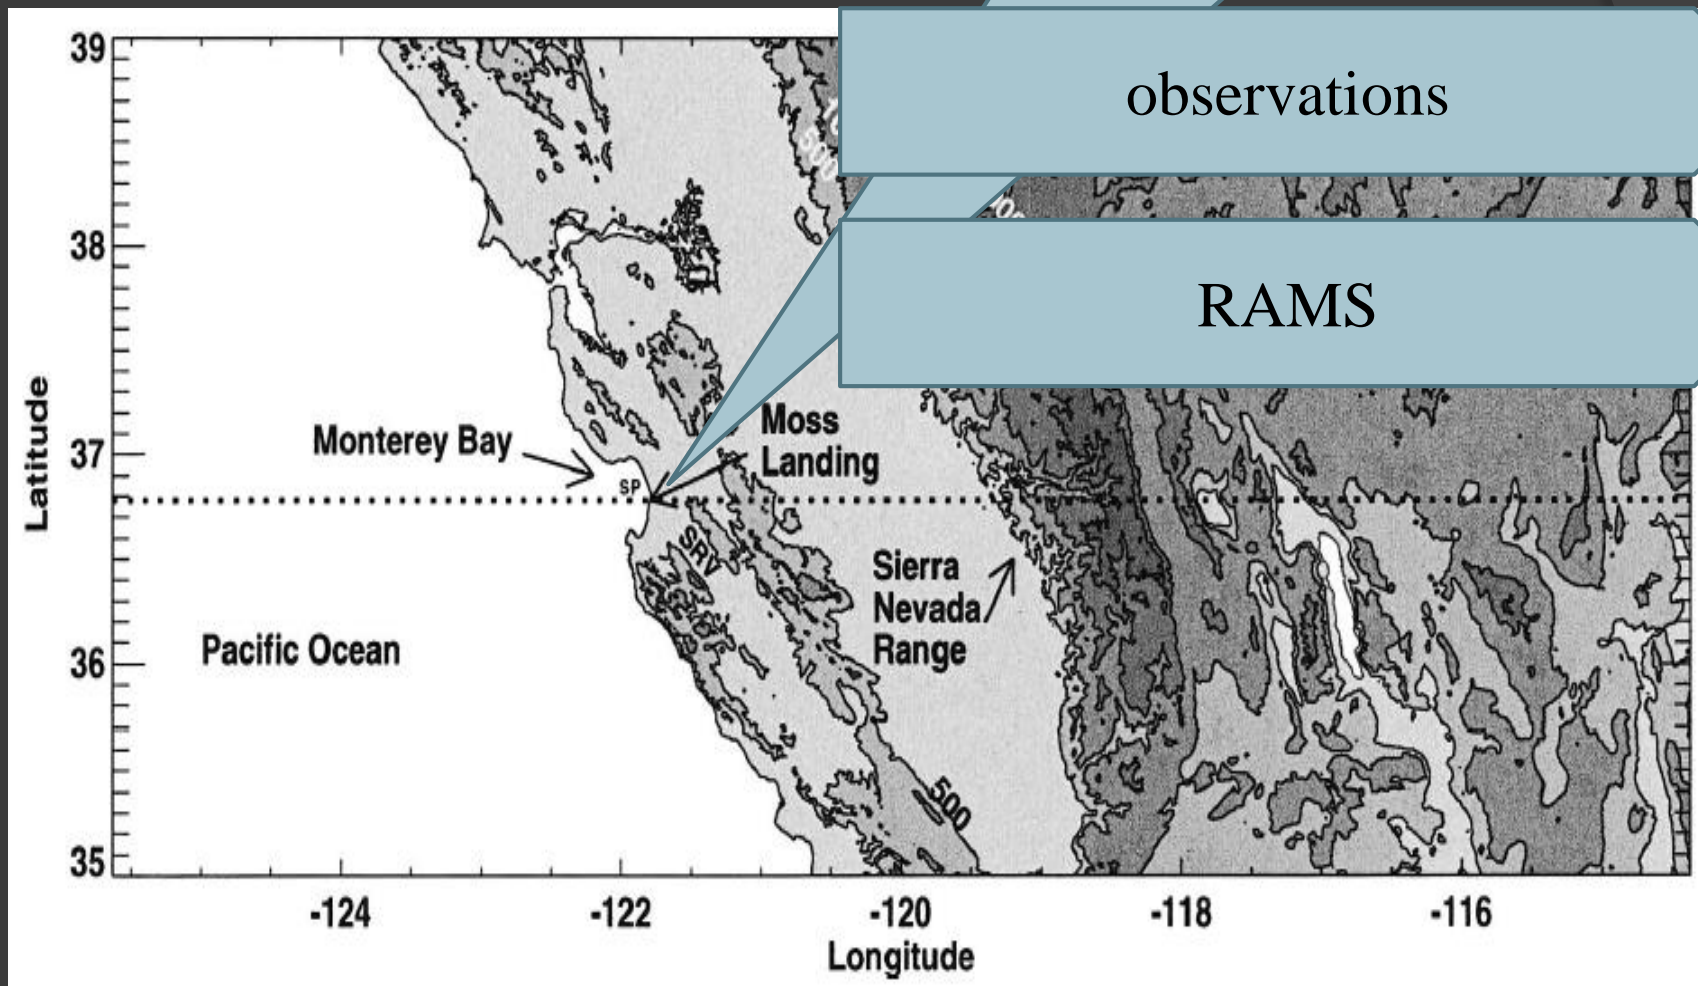 observations
RAMS
39
38
37
36
35
Latitude
500
Monterey Bay
Moss
Landing
SP
SRV
Sierra
Nevada
Range
Pacific Ocean
500
-124
-122
-120
-118
-116
Longitude